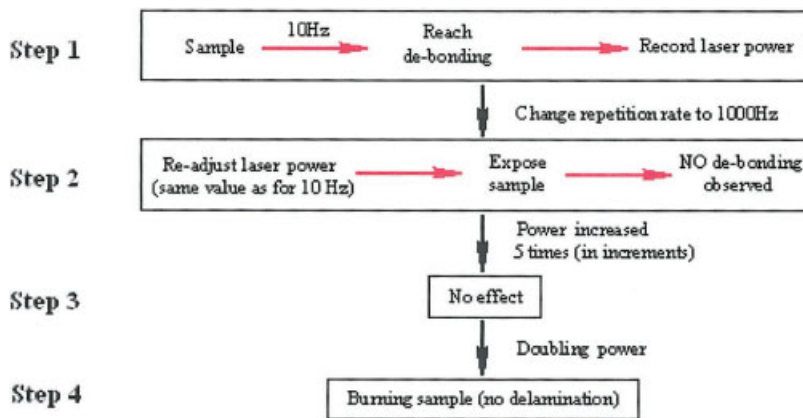 Step 1
Sample
10Hz
Reach
de-bonding
Record laser power
Change repetition rate to 1000Hz
Step 2
Re-adjust laser power
(same value as for 10 Hz)
Expose
sample
NO de-bonding
observed
Power increased
5 times (in increments)
Step 3
No effect
Doubling power
Step 4
Burning sample (no delamination)